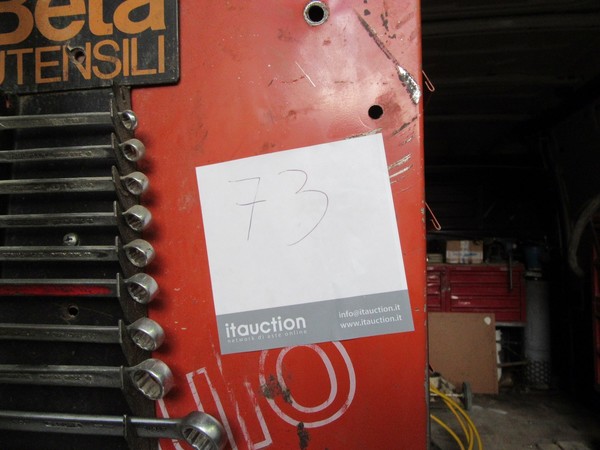 Beta
UTENSILI
73
itauction
network di aste online
info@itauction.it
www.itauction.it